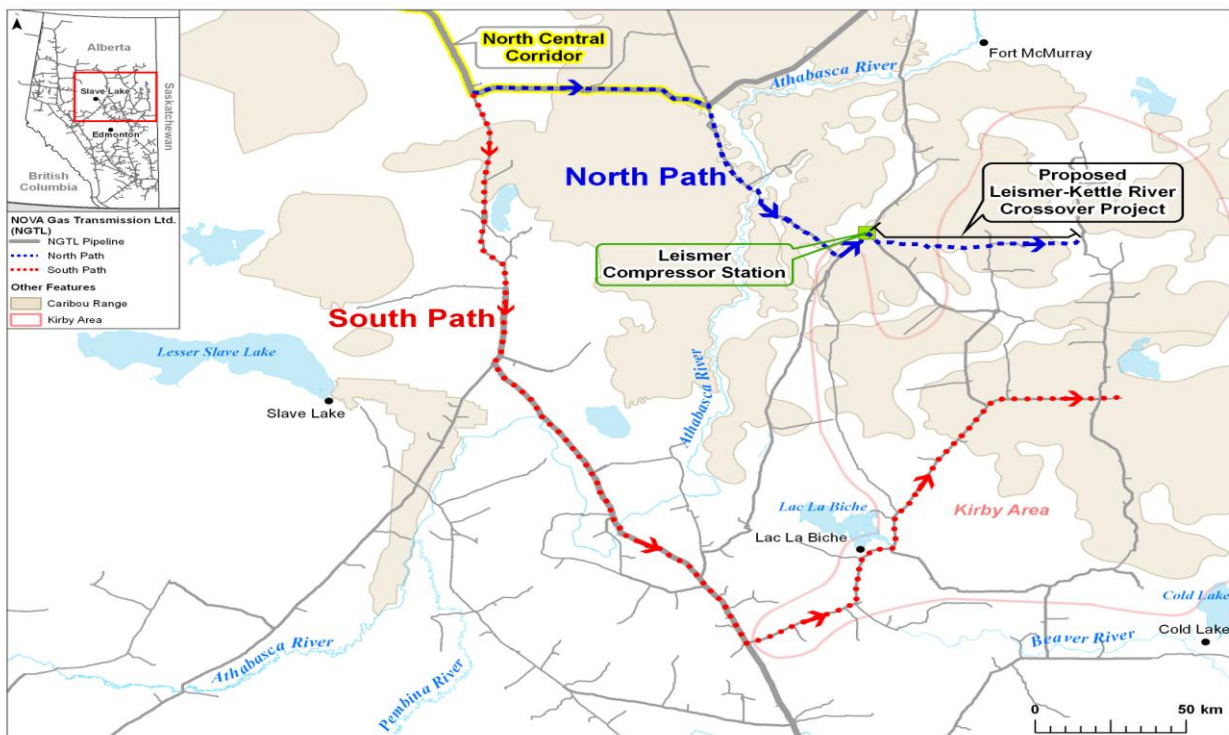 Alberta
Slave Lake
Edmonton
British
Columbia
Saskatchewan
NOVA Gas Transmission Ltd.
(NGTL)
NGTL Pipeline
North Path
South Path
Other Features
Caribou Range
Kirby Area
North Central
Corridor
Fort McMurray
Athabasca River
North Path
Proposed
Leismer-Kettle River
Crossover Project
Leismer
Compressor Station
South Path
Lesser Slave Lake
Slave Lake
Athabasca River
Lac La Biche
Lac La Biche
Kirby Area
Cold Lake
Cold Lake
Beaver River
Athabasca River
Pembina River
0 50 km